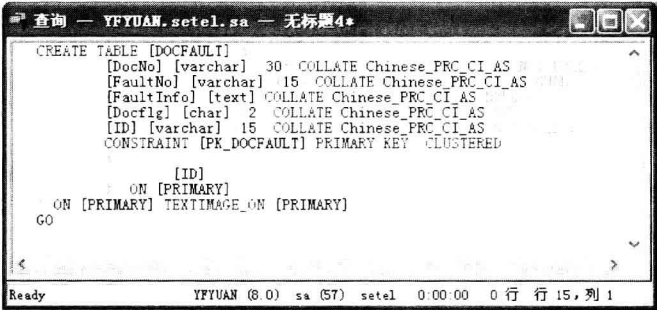 查询 — YFYUAN.setel.sa — 无标题4*
CREATE TABLE [DOCFAULT]
[DocNo] [varchar] 30 COLLATE Chinese_PRC_CI_AS
[FaultNo] [varchar] 15 COLLATE Chinese_PRC_CI_AS
[FaultInfo] [text] COLLATE Chinese_PRC_CI_AS
[Docflg] [char] 2 COLLATE Chinese_PRC_CI_AS
[ID] [varchar] 15 COLLATE Chinese_PRC_CI_AS
CONSTRAINT [PK_DOCFAULT] PRIMARY KEY CLUSTERED
[ID]
ON [PRIMARY]
ON [PRIMARY] TEXTIMAGE_ON [PRIMARY]
GO
Ready YFYUAN (8.0) sa (57) setel 0:00:00 0 行 行 15, 列 1